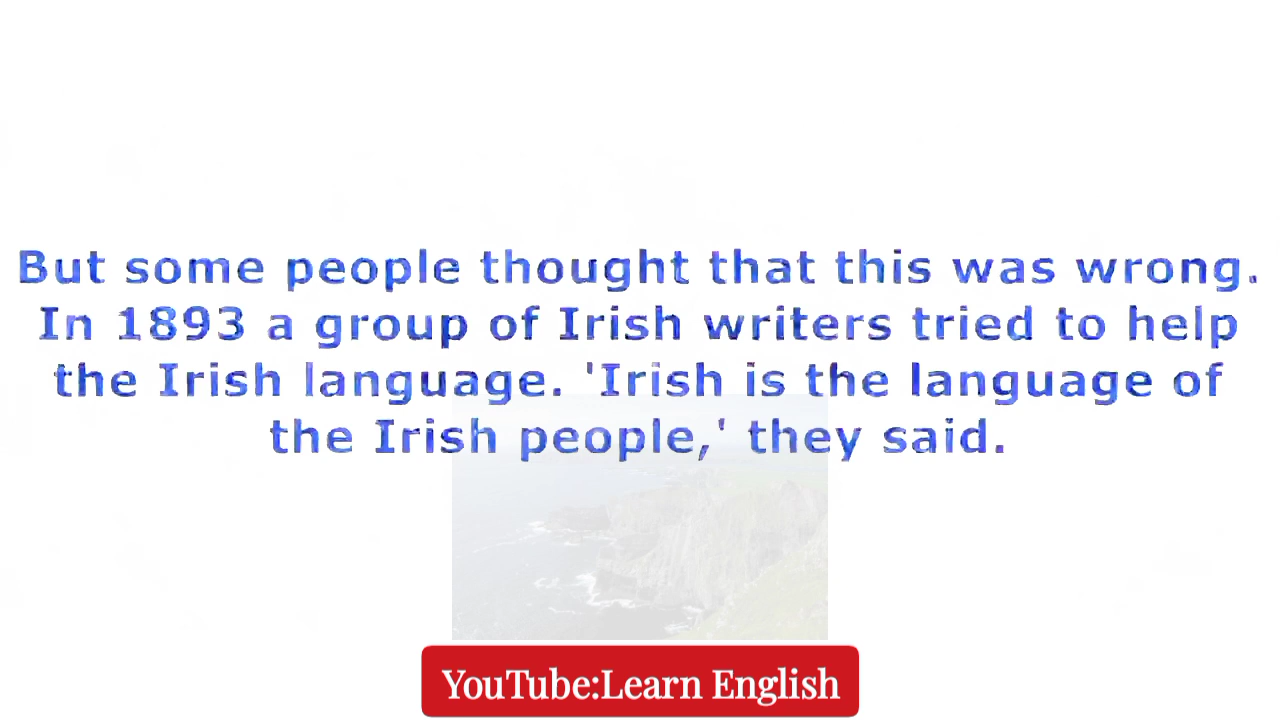 But some people thought that this was wrong.
In 1893 a group of Irish writers tried to help
the Irish language. 'Irish is the language of
the Irish people,' they said.
YouTube:Learn English